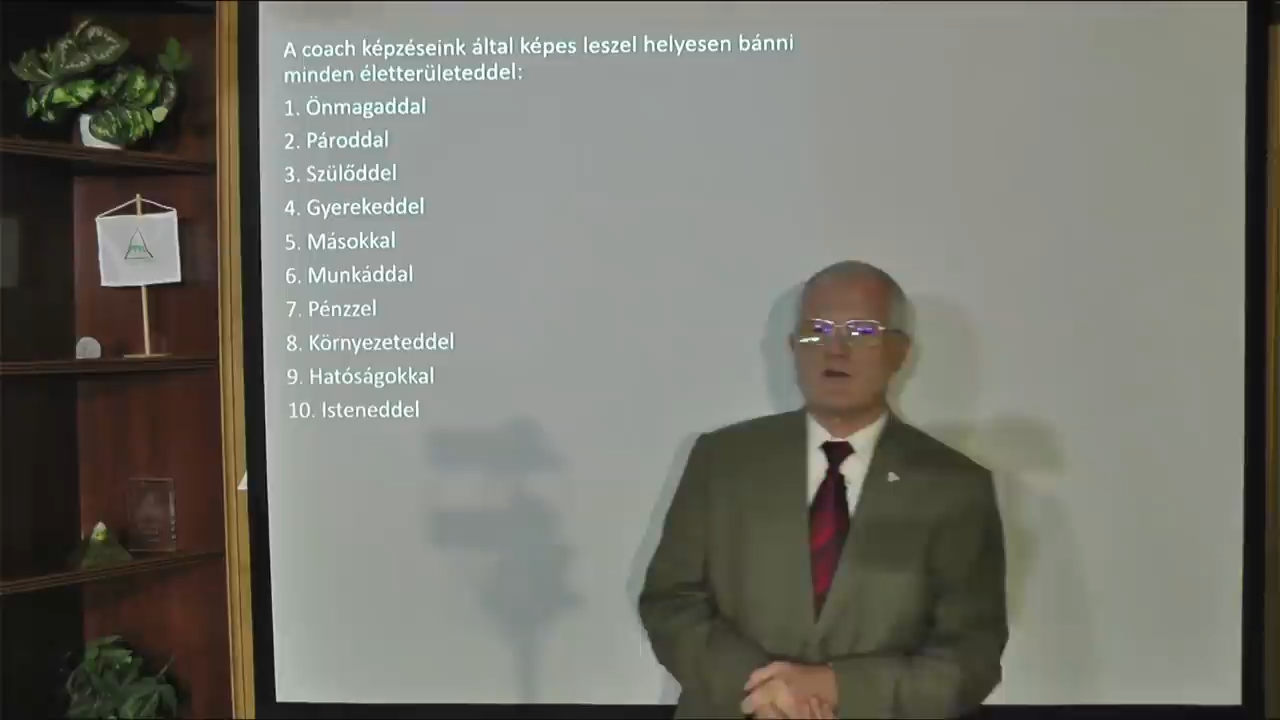 A coach képzéseink által képes leszel helyesen bánni
minden életterületeddel:
1. Önmagaddal
2. Pároddal
3. Szülőddel
4. Gyerekeddel
5. Másokkal
6. Munkáddal
7. Pénzzel
8. Környezeteddel
9. Hatóságokkal
10. Isteneddel